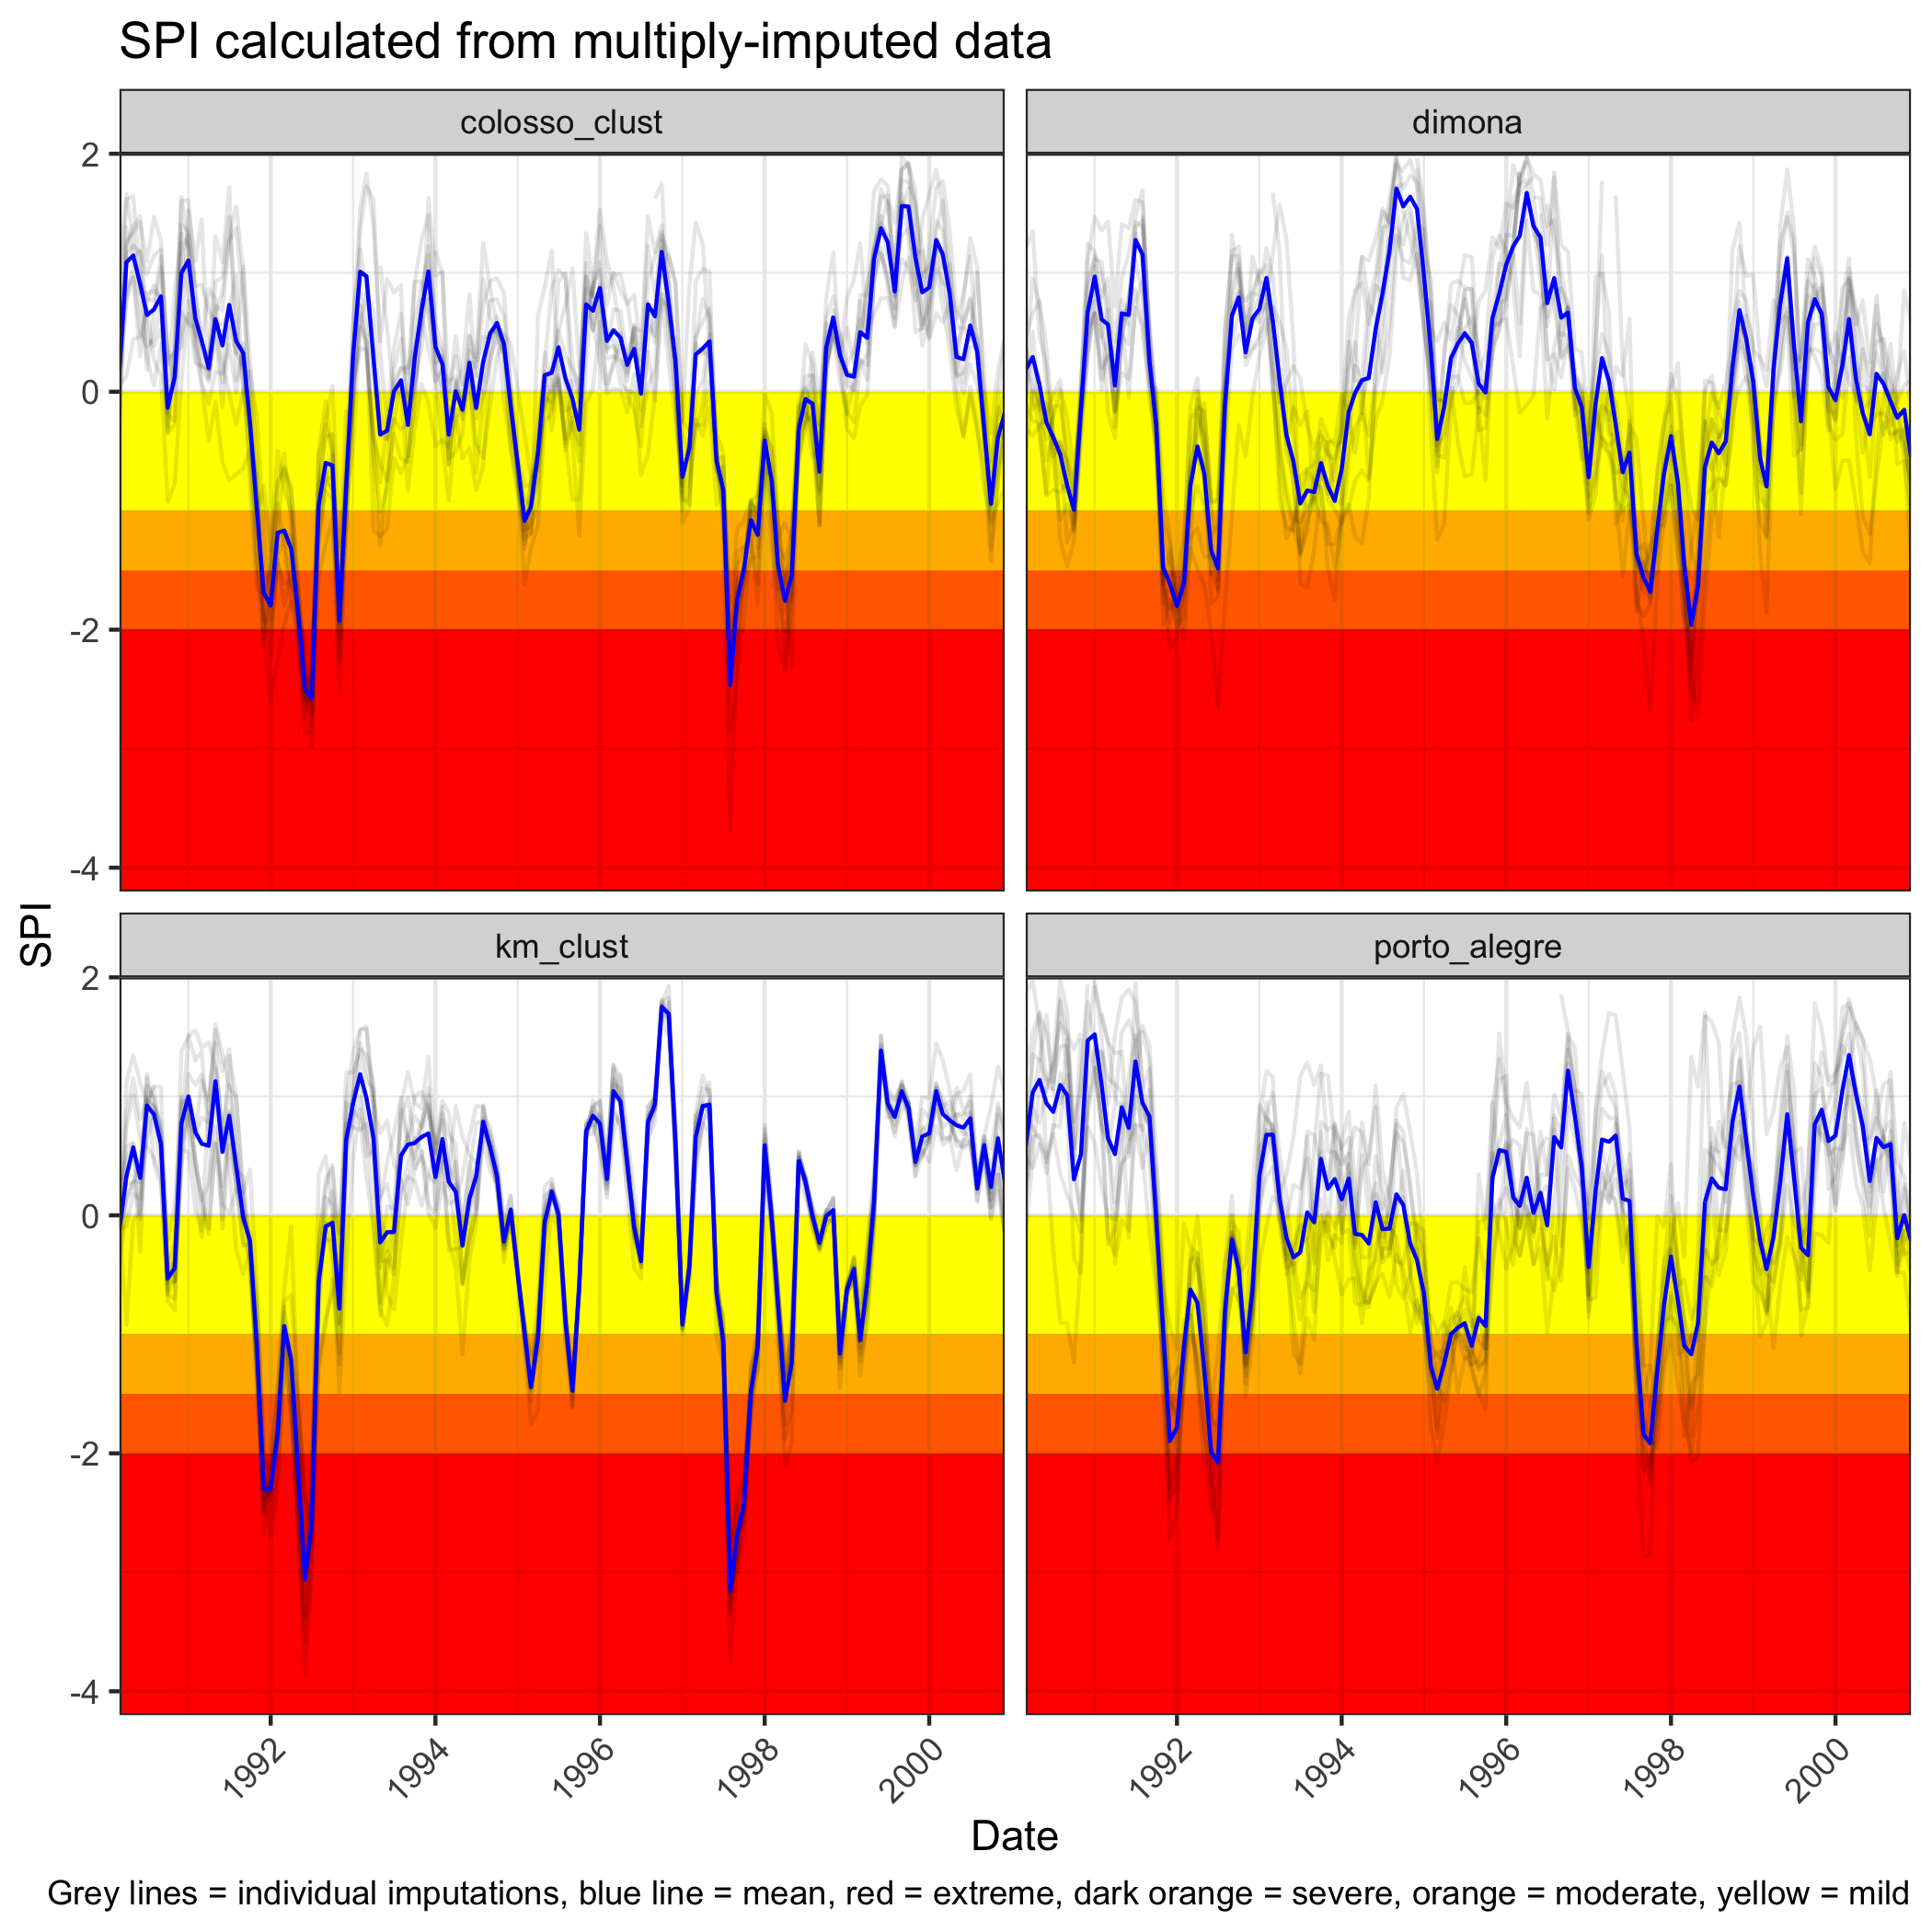 SPI calculated from multiply-imputed data
colosso_clust
dimona
2
0
-2
-4
SPI
km_clust
porto_alegre
2
0
-2
-4
1992
1994
1996
1998
2000
1992
1994
1996
1998
2000
Date
Grey lines = individual imputations, blue line = mean, red = extreme, dark orange = severe, orange = moderate, yellow = mild